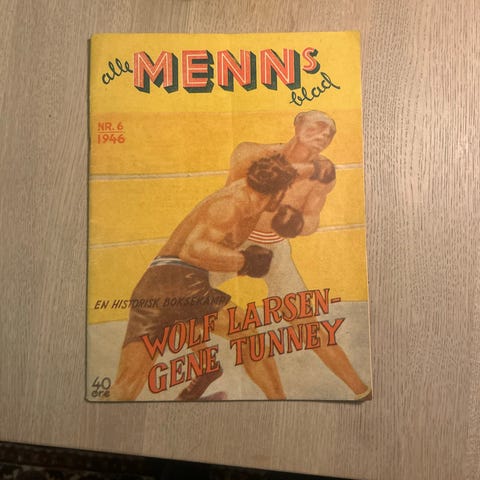 alle MENNs
blad
NR. 6
1946
EN HISTORISK BOKSEKAMP:
WOLF LARSEN-
GENE TUNNEY
40
øre